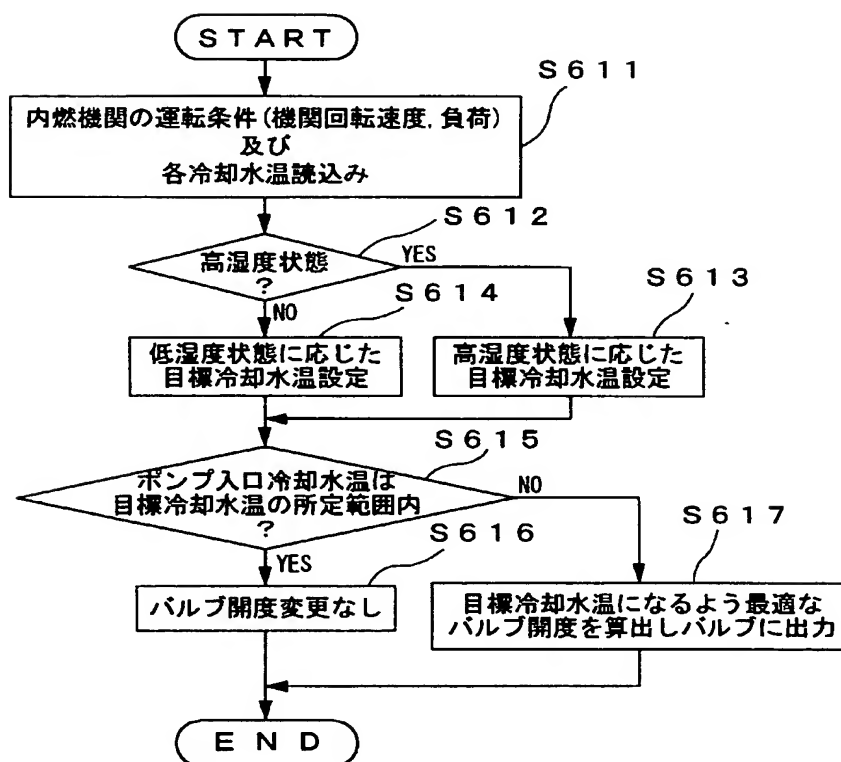 START
S611
内燃機関の運転条件(機関回転速度,負荷)
及び
各冷却水温読込み
S612
高湿度状態
?
YES
NO
S614
S613
低湿度状態に応じた
目標冷却水温設定
高湿度状態に応じた
目標冷却水温設定
S615
ポンプ入口冷却水温は
目標冷却水温の所定範囲内
?
NO
YES
S616
S617
バルブ開度変更なし
目標冷却水温になるよう最適な
バルブ開度を算出しバルブに出力
END